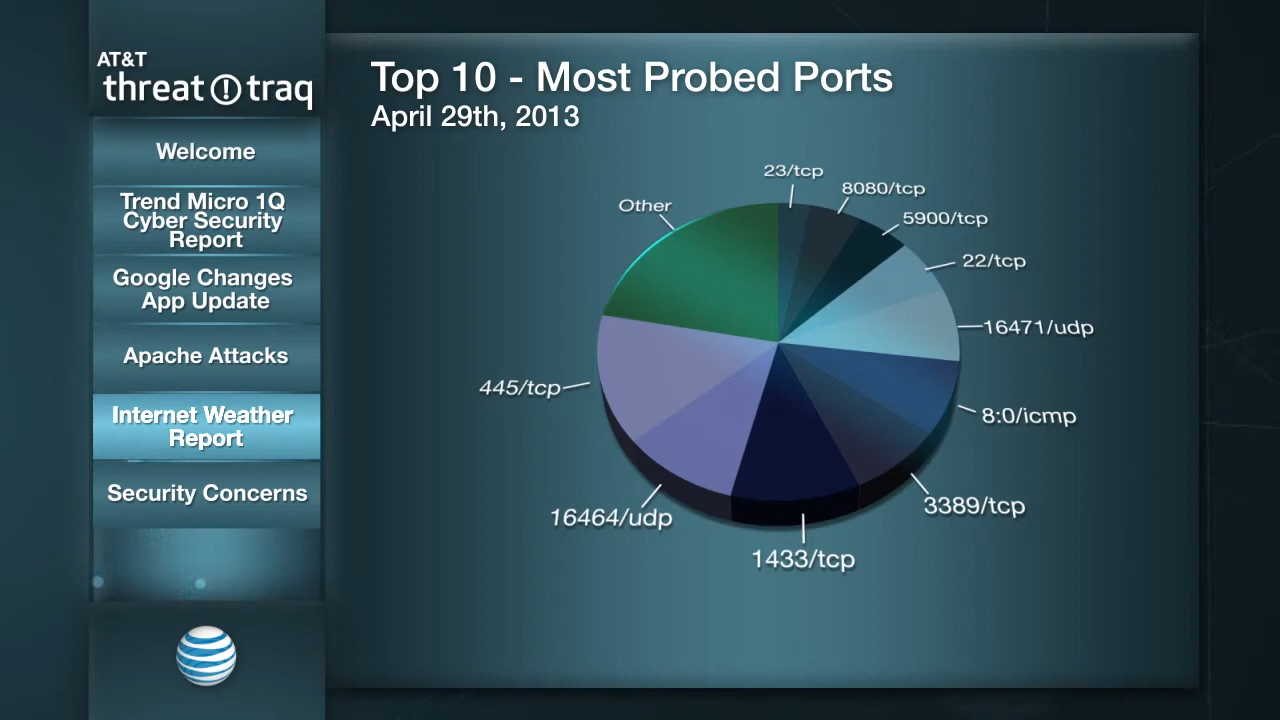 AT&T
threat traq
Welcome
Trend Micro 1Q
Cyber Security
Report
Google Changes
App Update
Apache Attacks
Internet Weather
Report
Security Concerns
Top 10 - Most Probed Ports
April 29th, 2013
23/tcp
8080/tcp
5900/tcp
22/tcp
16471/udp
8:0/icmp
3389/tcp
1433/tcp
16464/udp
445/tcp
Other